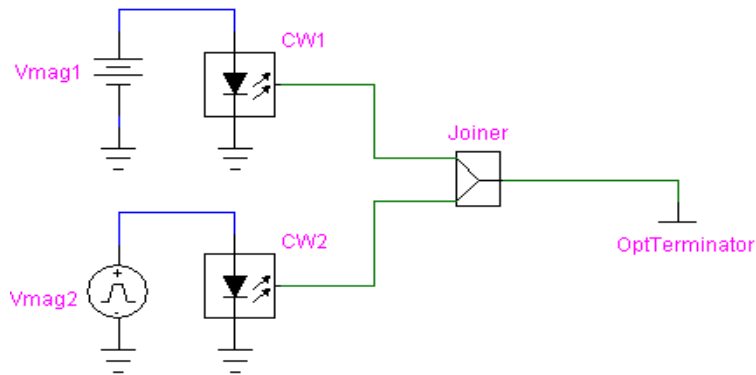 CW1
Vmag1
Joiner
CW2
OptTerminator
Vmag2